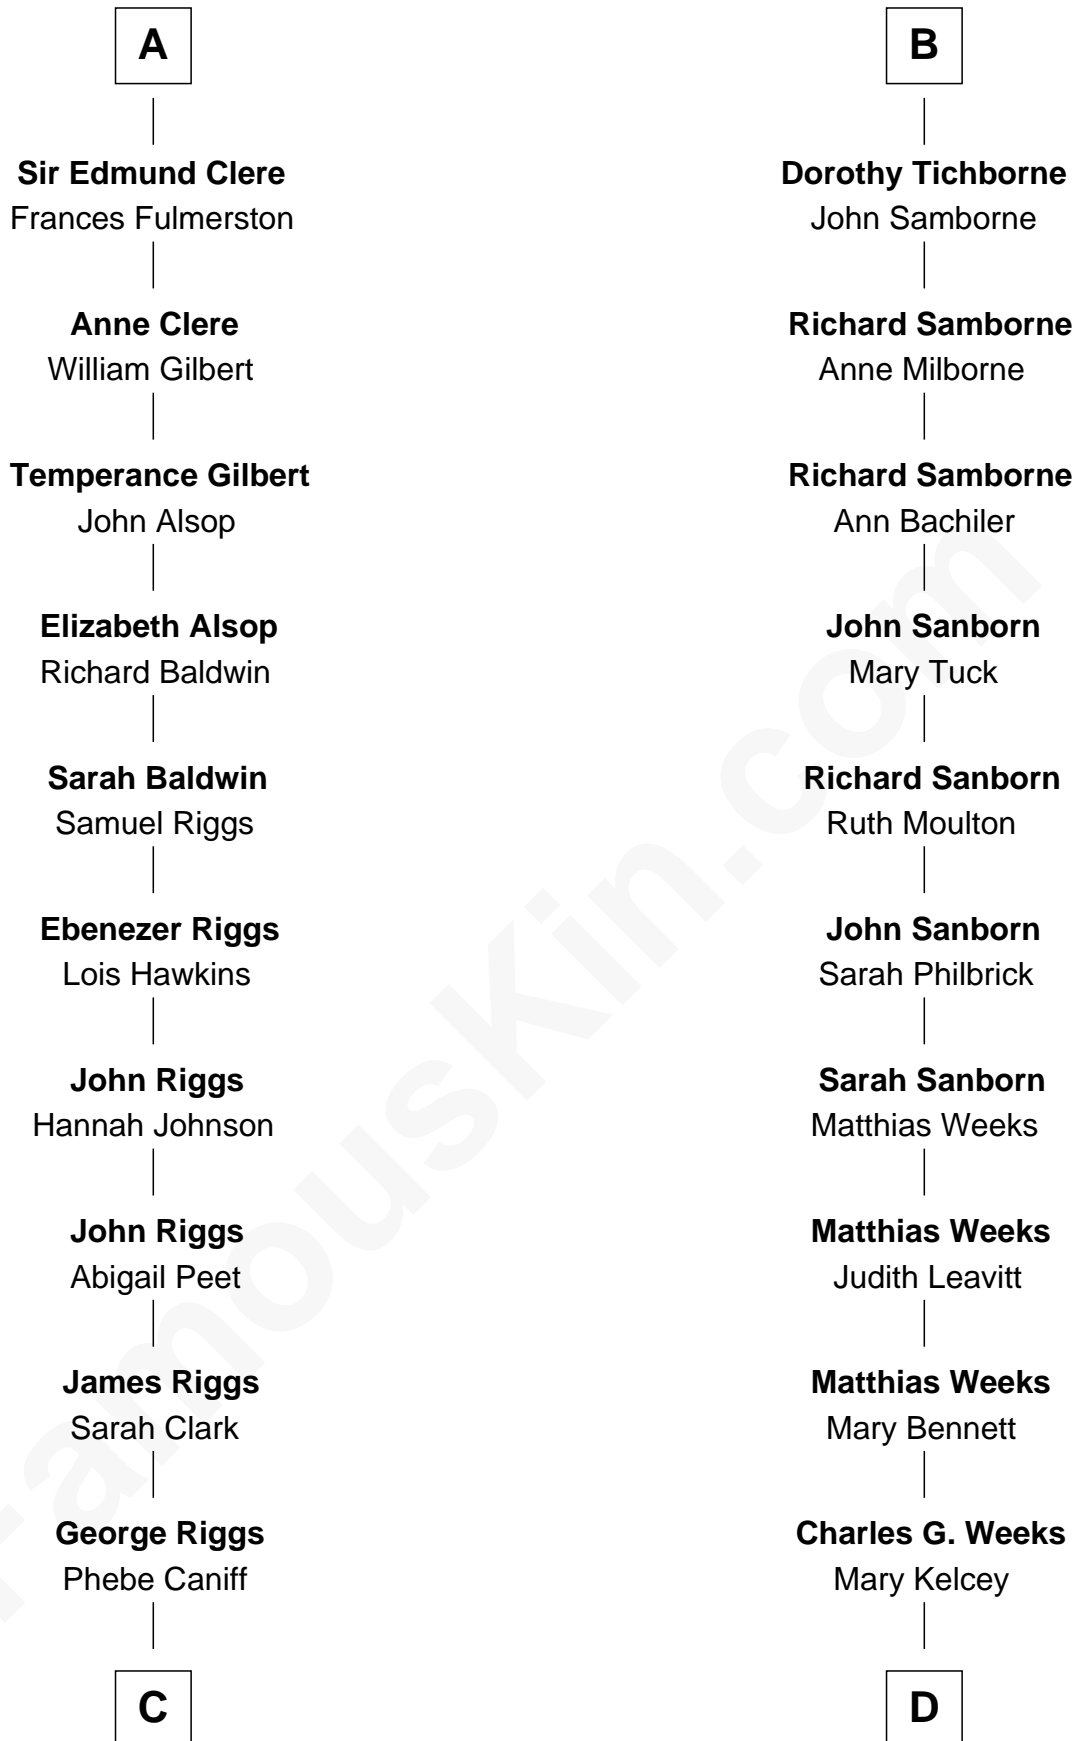 A
Sir Edmund Clere
Frances Fulmerston
Anne Clere
William Gilbert
Temperance Gilbert
John Alsop
Elizabeth Alsop
Richard Baldwin
Sarah Baldwin
Samuel Riggs
Ebenezer Riggs
Lois Hawkins
John Riggs
Hannah Johnson
John Riggs
Abigail Peet
James Riggs
Sarah Clark
George Riggs
Phebe Caniff
C
B
Dorothy Tichborne
John Samborne
Richard Samborne
Anne Milborne
Richard Samborne
Ann Bachiler
John Sanborn
Mary Tuck
Richard Sanborn
Ruth Moulton
John Sanborn
Sarah Philbrick
Sarah Sanborn
Matthias Weeks
Matthias Weeks
Judith Leavitt
Matthias Weeks
Mary Bennett
Charles G. Weeks
Mary Kelcey
D
FamousKin.com